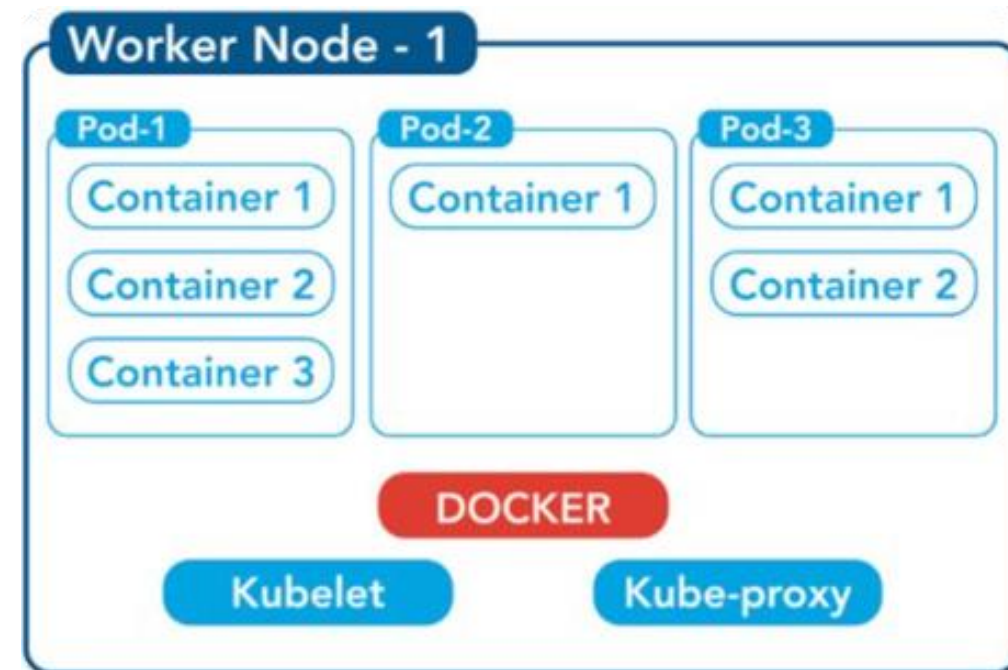 Worker Node - 1
Pod-1
Container 1
Container 2
Container 3
Pod-2
Container 1
Pod-3
Container 1
Container 2
DOCKER
Kubelet
Kube-proxy